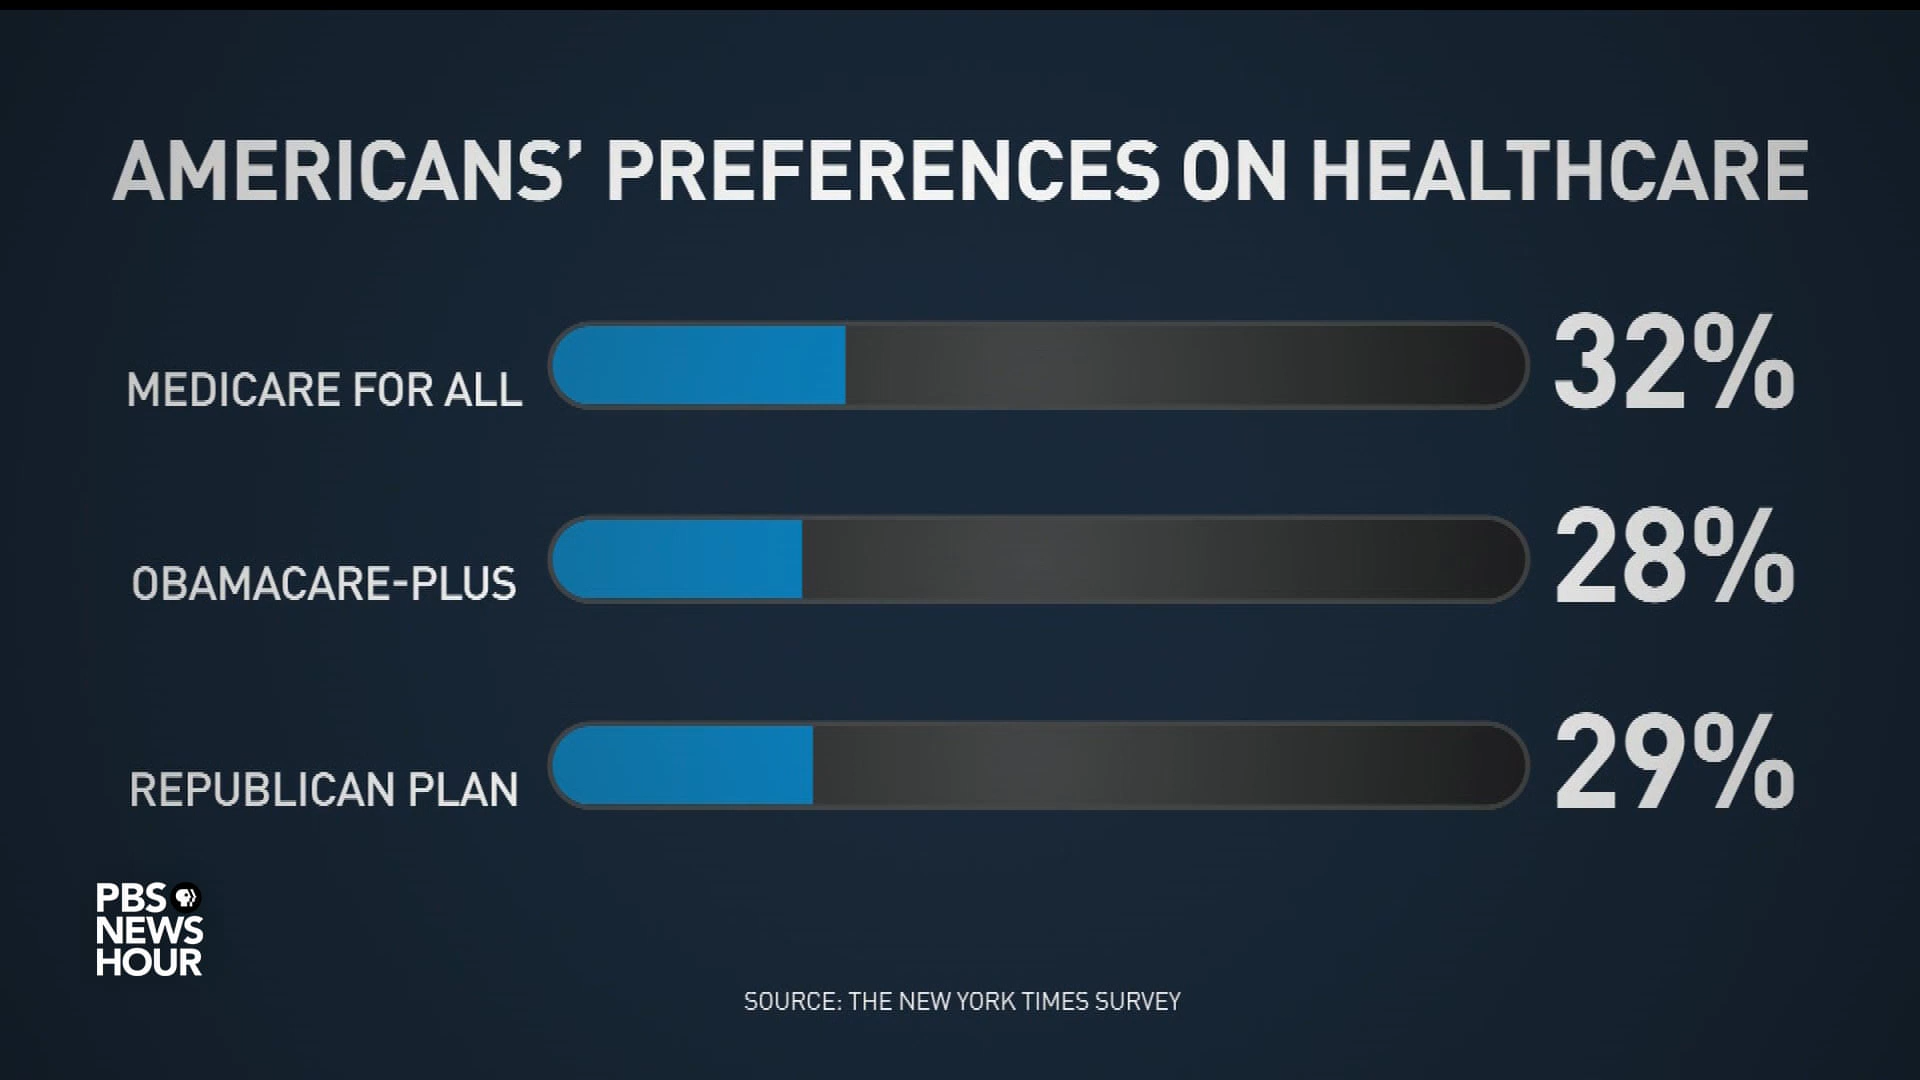 AMERICANS’ PREFERENCES ON HEALTHCARE
MEDICARE FOR ALL 32%
OBAMACARE-PLUS 28%
REPUBLICAN PLAN 29%
PBS
NEWS
HOUR
SOURCE: THE NEW YORK TIMES SURVEY